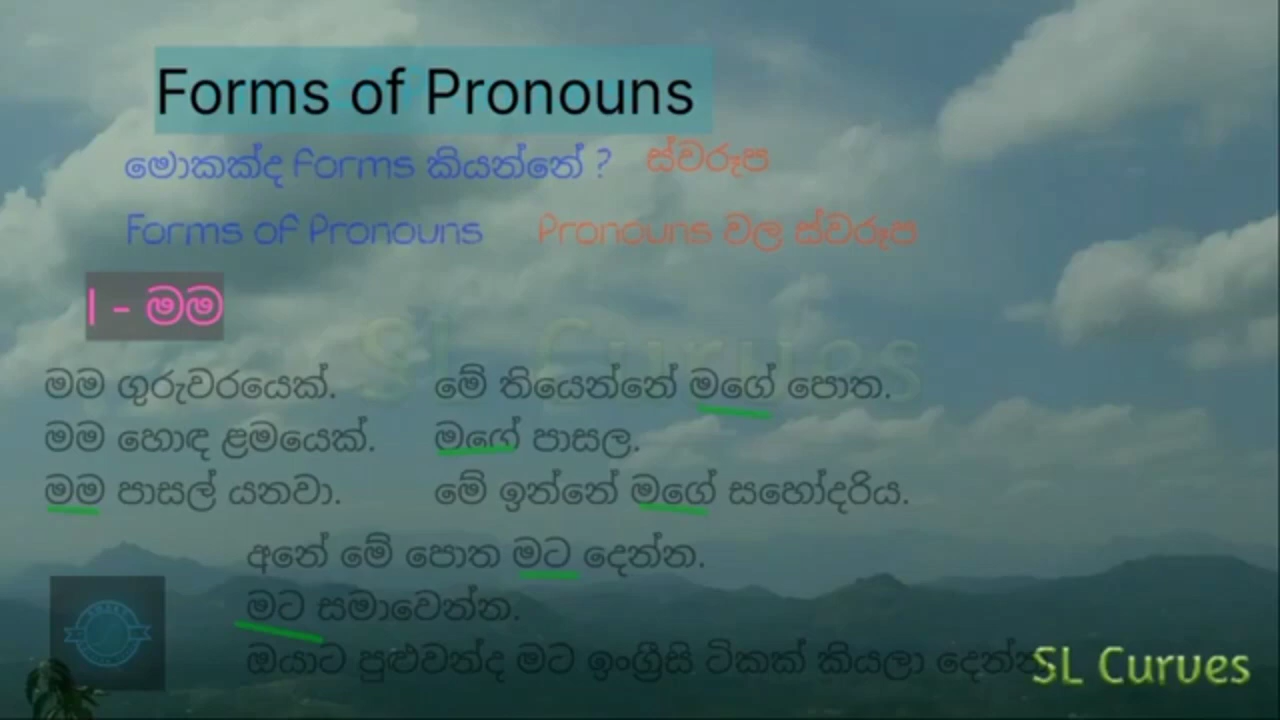 Forms of Pronouns
මොකක්ද Forms කියන්නේ ? ස්වරූප
Forms of Pronouns Pronouns වල ස්වරූප
I - මම
SL Curves
මම ගුරුවරයෙක්. මේ තියෙන්නේ මගේ පොත.
මම හොඳ ළමයෙක්. මගේ පාසල.
මම පාසල් යනවා. මේ ඉන්නේ මගේ සහෝදරිය.
අනේ මේ පොත මට දෙන්න.
මට සමාවෙන්න.
ඔයාට පුළුවන්ද මට ඉංග්‍රීසි ටිකක් කියලා
SL Curves